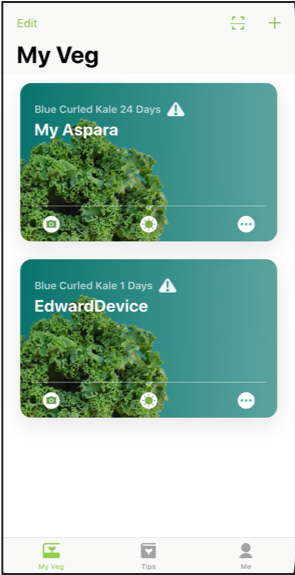 Edit
My Veg
Blue Curled Kale 24 Days
My Aspara
Blue Curled Kale 1 Days
EdwardDevice
My Veg
Tips
Me